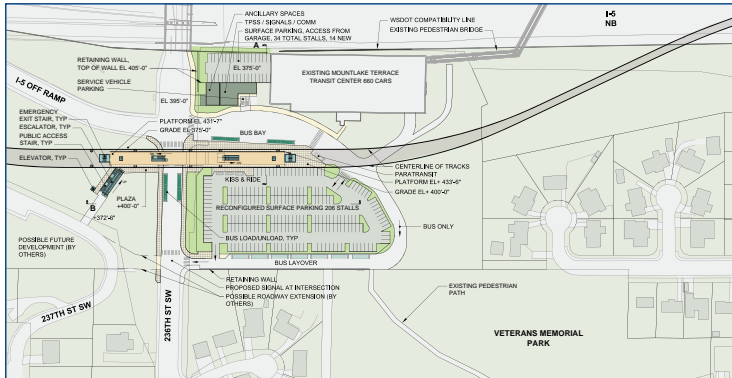 ANCILLARY SPACES
TPSS / SIGNALS / COMM
SURFACE PARKING, ACCESS FROM
GARAGE, 34 TOTAL STALLS, 14 NEW
A
WSDOT COMPATIBILITY LINE
EXISTING PEDESTRIAN BRIDGE
I-5
NB
RETAINING WALL,
TOP OF WALL EL 405'-0"
SERVICE VEHICLE
PARKING
EL 375'-0"
EXISTING MOUNTLAKE TERRACE
TRANSIT CENTER 660 CARS
EL 395'-0"
I-5 OFF RAMP
EMERGENCY
EXIT STAIR, TYP
ESCALATOR, TYP
PUBLIC ACCESS
STAIR, TYP
ELEVATOR, TYP
PLATFORM EL 431'-7"
GRADE EL 375'-0"
BUS BAY
CENTERLINE OF TRACKS
PARATRANSIT
PLATFORM EL+ 433'-6"
GRADE EL+ 400'-0"
KISS & RIDE
PLAZA
+400'-0"
RECONFIGURED SURFACE PARKING 206 STALLS
B
+372'-6"
BUS LOAD/UNLOAD, TYP
BUS ONLY
POSSIBLE FUTURE
DEVELOPMENT (BY
OTHERS)
BUS LAYOVER
RETAINING WALL
PROPOSED SIGNAL AT INTERSECTION
POSSIBLE ROADWAY EXTENSION (BY
OTHERS)
EXISTING PEDESTRIAN
PATH
237TH ST SW
236TH ST SW
VETERANS MEMORIAL
PARK